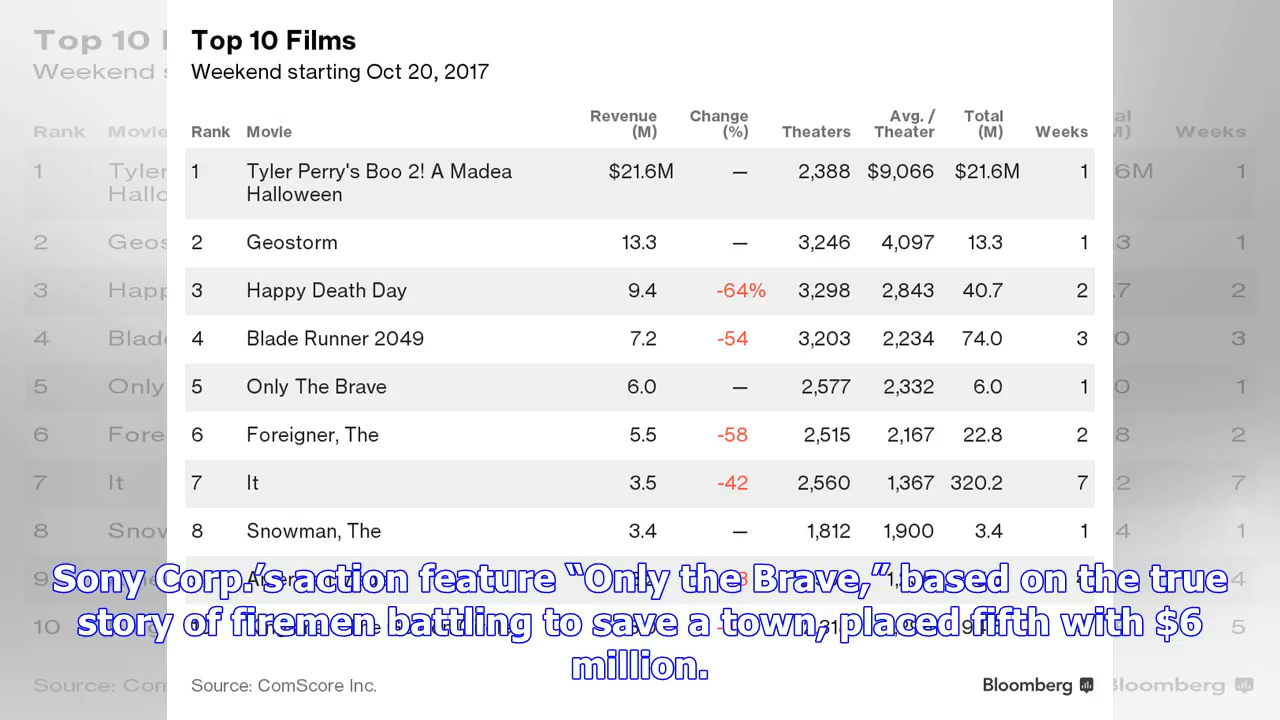 Top 10 Films
Weekend starting Oct 20, 2017
Rank Movie Revenue (M) Change (%) Theaters Avg. / Theater Total (M) Weeks
1 Tyler Perry's Boo 2! A Madea Halloween $21.6M — 2,388 $9,066 $21.6M 1
2 Geostorm 13.3 — 3,246 4,097 13.3 1
3 Happy Death Day 9.4 -64% 3,298 2,843 40.7 2
4 Blade Runner 2049 7.2 -54 3,203 2,234 74.0 3
5 Only The Brave 6.0 — 2,577 2,332 6.0 1
6 Foreigner, The 5.5 -58 2,515 2,167 22.8 2
7 It 3.5 -42 2,560 1,367 320.2 7
8 Snowman, The 3.4 — 1,812 1,900 3.4 1
9
10
Sony Corp.’s action feature “Only the Brave,” based on the true
story of firemen battling to save a town, placed fifth with $6
million.
Source: ComScore Inc.
Bloomberg